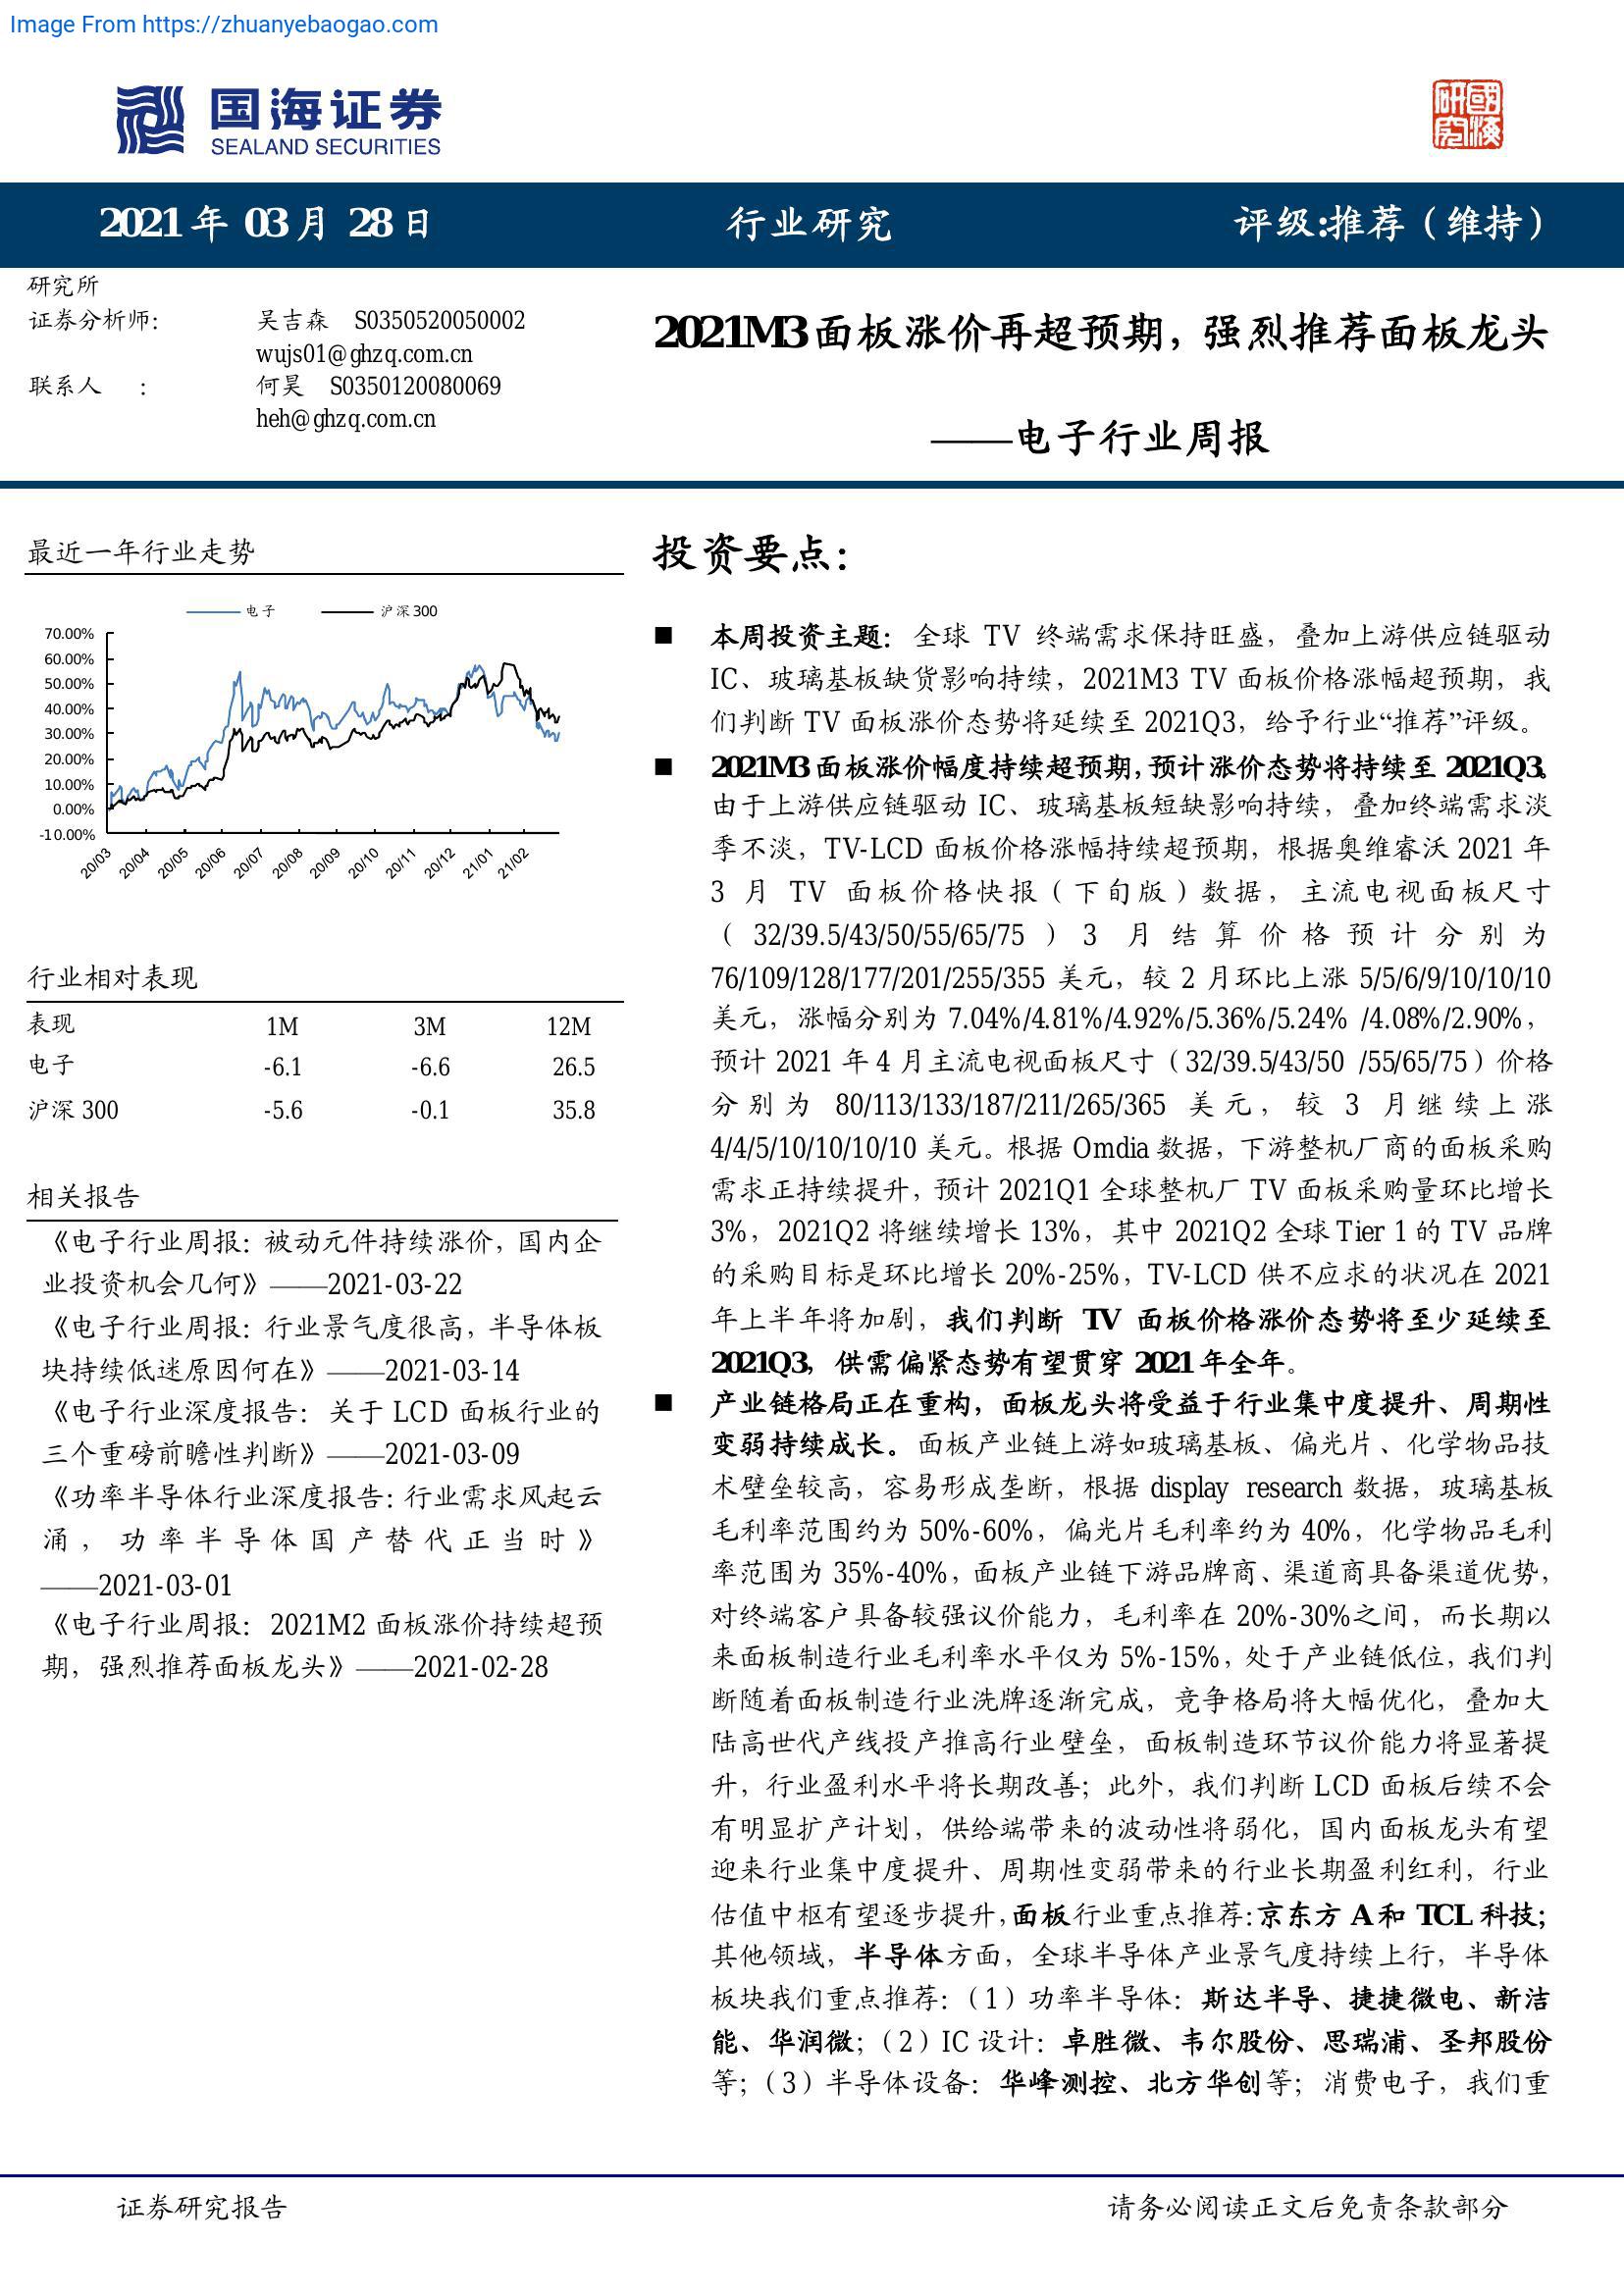 Image From https://zhuanyebaogao.com
国海证券
SEALAND SECURITIES
國海研究
2021 年 03 月 28 日
行业研究
评级:推荐（维持）
研究所
证券分析师: 吴吉森 S0350520050002
wujs01@ghzq.com.cn
联系人 : 何昊 S0350120080069
heh@ghzq.com.cn
2021M3 面板涨价再超预期，强烈推荐面板龙头
——电子行业周报
最近一年行业走势
电子 沪深300
70.00%
60.00%
50.00%
40.00%
30.00%
20.00%
10.00%
0.00%
-10.00%
20/03 20/04 20/05 20/06 20/07 20/08 20/09 20/10 20/11 20/12 21/01 21/02
行业相对表现
表现 1M 3M 12M
电子 -6.1 -6.6 26.5
沪深 300 -5.6 -0.1 35.8
相关报告
《电子行业周报：被动元件持续涨价，国内企
业投资机会几何》——2021-03-22
《电子行业周报：行业景气度很高，半导体板
块持续低迷原因何在》——2021-03-14
《电子行业深度报告：关于 LCD 面板行业的
三个重磅前瞻性判断》——2021-03-09
《功率半导体行业深度报告：行业需求风起云
涌，功率半导体国产替代正当时》
——2021-03-01
《电子行业周报：2021M2 面板涨价持续超预
期，强烈推荐面板龙头》——2021-02-28
投资要点：
■ 本周投资主题：全球 TV 终端需求保持旺盛，叠加上游供应链驱动
IC、玻璃基板缺货影响持续，2021M3 TV 面板价格涨幅超预期，我
们判断 TV 面板涨价态势将延续至 2021Q3，给予行业“推荐”评级。
■ 2021M3 面板涨价幅度持续超预期，预计涨价态势将持续至 2021Q3。
由于上游供应链驱动 IC、玻璃基板短缺影响持续，叠加终端需求淡
季不淡，TV-LCD 面板价格涨幅持续超预期，根据奥维睿沃 2021 年
3 月 TV 面板价格快报（下旬版）数据，主流电视面板尺寸
（ 32/39.5/43/50/55/65/75 ） 3 月结算价格预计分别为
76/109/128/177/201/255/355 美元，较 2 月环比上涨 5/5/6/9/10/10/10
美元，涨幅分别为 7.04%/4.81%/4.92%/5.36%/5.24% /4.08%/2.90%，
预计 2021 年 4 月主流电视面板尺寸（32/39.5/43/50 /55/65/75）价格
分别为 80/113/133/187/211/265/365 美元，较 3 月继续上涨
4/4/5/10/10/10/10 美元。根据 Omdia 数据，下游整机厂商的面板采购
需求正持续提升，预计 2021Q1 全球整机厂 TV 面板采购量环比增长
3%，2021Q2 将继续增长 13%，其中 2021Q2 全球 Tier 1 的 TV 品牌
的采购目标是环比增长 20%-25%，TV-LCD 供不应求的状况在 2021
年上半年将加剧，我们判断 TV 面板价格涨价态势将至少延续至
2021Q3，供需偏紧态势有望贯穿 2021 年全年。
■ 产业链格局正在重构，面板龙头将受益于行业集中度提升、周期性
变弱持续成长。面板产业链上游如玻璃基板、偏光片、化学物品技
术壁垒较高，容易形成垄断，根据 display research 数据，玻璃基板
毛利率范围约为 50%-60%，偏光片毛利率约为 40%，化学物品毛利
率范围为 35%-40%，面板产业链下游品牌商、渠道商具备渠道优势，
对终端客户具备较强议价能力，毛利率在 20%-30%之间，而长期以
来面板制造行业毛利率水平仅为 5%-15%，处于产业链低位，我们判
断随着面板制造行业洗牌逐渐完成，竞争格局将大幅优化，叠加大
陆高世代产线投产推高行业壁垒，面板制造环节议价能力将显著提
升，行业盈利水平将长期改善；此外，我们判断 LCD 面板后续不会
有明显扩产计划，供给端带来的波动性将弱化，国内面板龙头有望
迎来行业集中度提升、周期性变弱带来的行业长期盈利红利，行业
估值中枢有望逐步提升，面板行业重点推荐：京东方 A 和 TCL 科技；
其他领域，半导体方面，全球半导体产业景气度持续上行，半导体
板块我们重点推荐：（1）功率半导体：斯达半导、捷捷微电、新洁
能、华润微；（2）IC 设计：卓胜微、韦尔股份、思瑞浦、圣邦股份
等；（3）半导体设备：华峰测控、北方华创等；消费电子，我们重
证券研究报告
请务必阅读正文后免责条款部分